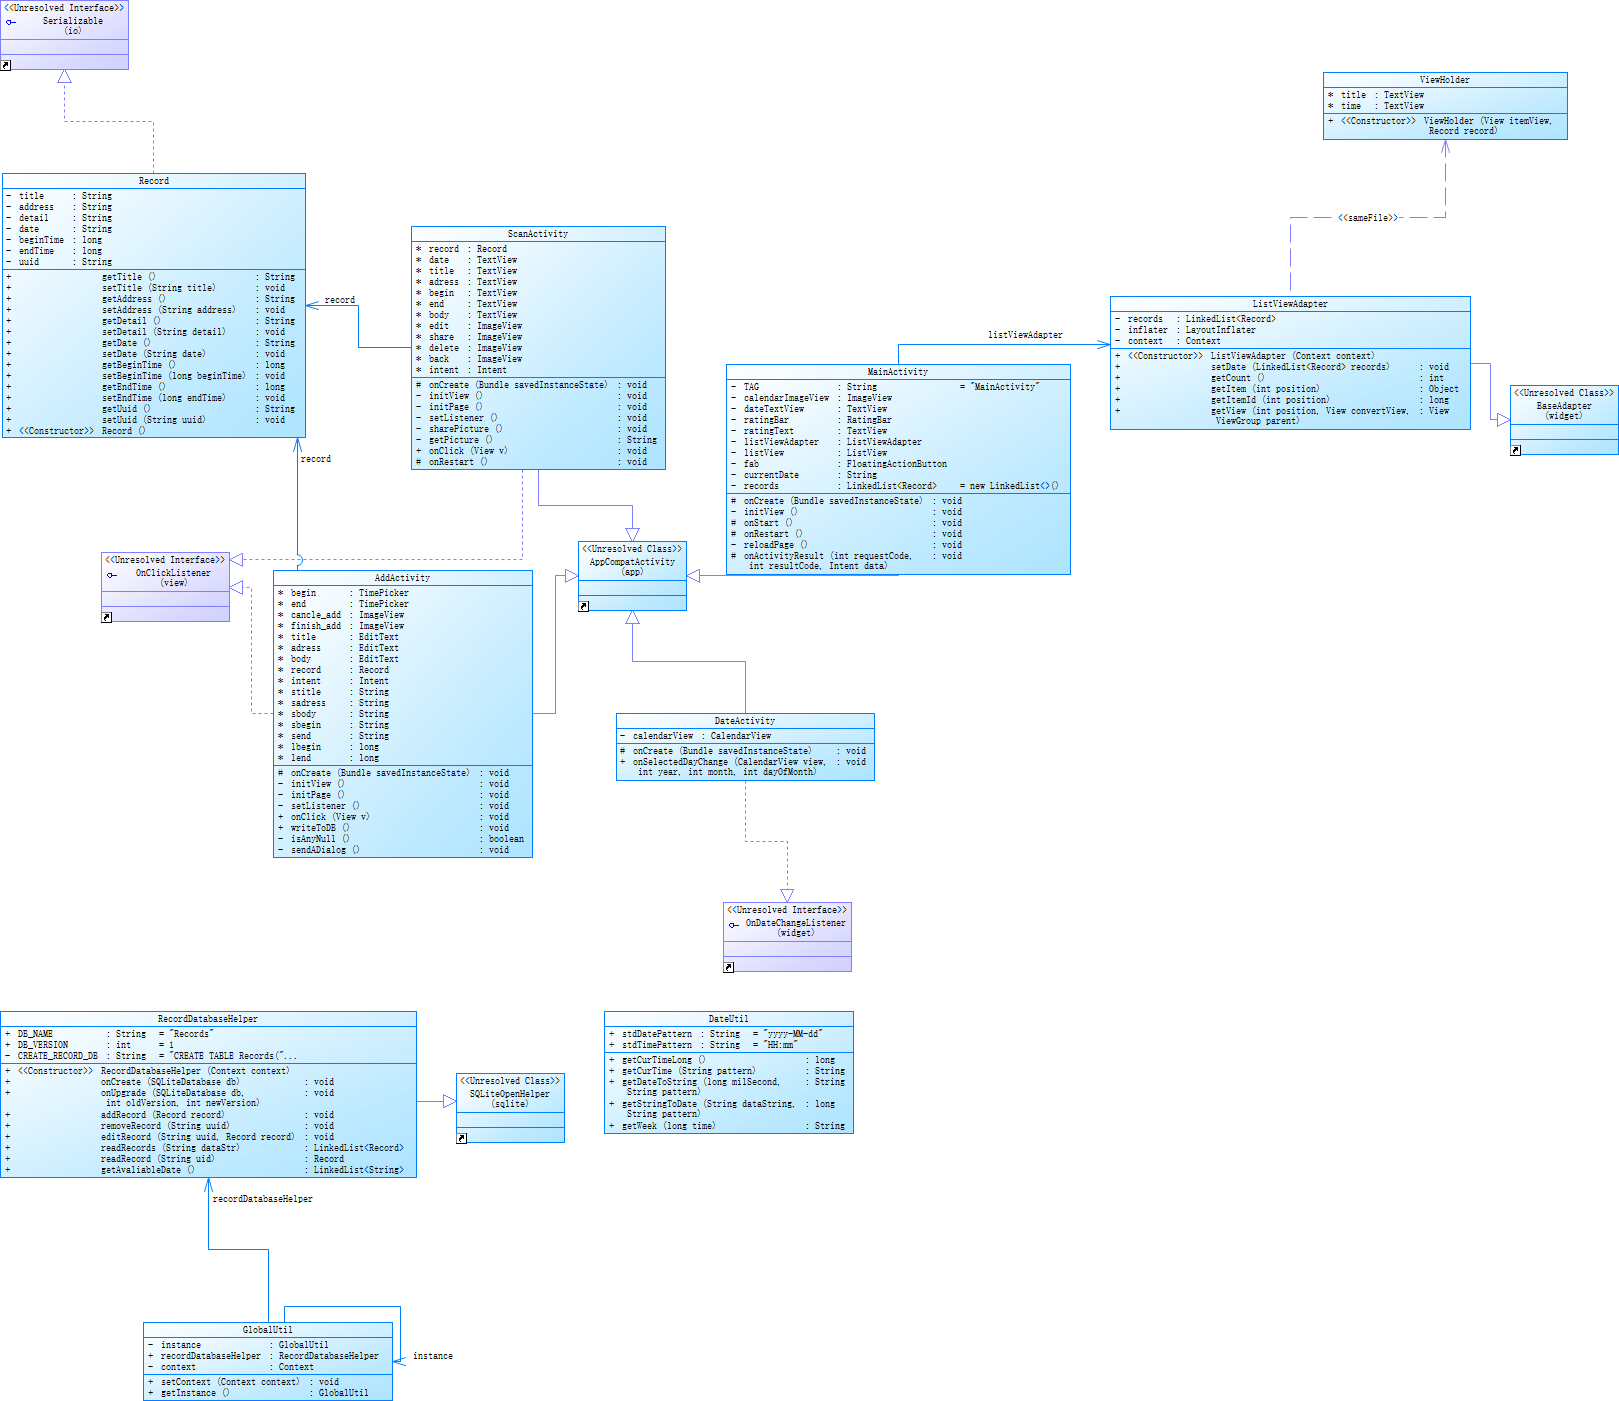 <<Unresolved Interface>>
Serializable
(io)
ViewHolder
* title : TextView
* time : TextView
+ <<Constructor>> ViewHolder (View itemView,
Record record)
<<sameFile>>
Record
- title : String
- address : String
- detail : String
- date : String
- beginTime : long
- endTime : long
- uuid : String
+ getTitle () : String
+ setTitle (String title) : void
+ getAddress () : String
+ setAddress (String address) : void
+ getDetail () : String
+ setDetail (String detail) : void
+ getDate () : String
+ setDate (String date) : void
+ getBeginTime () : long
+ setBeginTime (long beginTime) : void
+ getEndTime () : long
+ setEndTime (long endTime) : void
+ getUuid () : String
+ setUuid (String uuid) : void
+ <<Constructor>> Record ()
record
record
ScanActivity
* record : Record
* date : TextView
* title : TextView
* adress : TextView
* begin : TextView
* end : TextView
* body : TextView
* edit : ImageView
* share : ImageView
* delete : ImageView
* back : ImageView
* intent : Intent
# onCreate (Bundle savedInstanceState) : void
- initView () : void
- initPage () : void
- setListener () : void
- sharePicture () : void
- getPicture () : String
+ onClick (View v) : void
# onRestart () : void
listViewAdapter
ListViewAdapter
- records : LinkedList<Record>
- inflater : LayoutInflater
- context : Context
+ <<Constructor>> ListViewAdapter (Context context)
+ setDate (LinkedList<Record> records) : void
+ getCount () : int
+ getItem (int position) : Object
+ getItemId (int position) : long
+ getView (int position, View convertView, : View
ViewGroup parent)
<<Unresolved Class>>
BaseAdapter
(widget)
MainActivity
- TAG : String = "MainActivity"
- calendarImageView : ImageView
- dateTextView : TextView
- ratingBar : RatingBar
- ratingText : TextView
- listViewAdapter : ListViewAdapter
- listView : ListView
- fab : FloatingActionButton
- currentDate : String
- records : LinkedList<Record> = new LinkedList<>()
# onCreate (Bundle savedInstanceState) : void
- initView () : void
# onStart () : void
# onRestart () : void
- reloadPage () : void
# onActivityResult (int requestCode, : void
int resultCode, Intent data)
<<Unresolved Interface>>
OnClickListener
(view)
<<Unresolved Class>>
AppCompatActivity
(app)
AddActivity
* begin : TimePicker
* end : TimePicker
* cancle_add : ImageView
* finish_add : ImageView
* title : EditText
* adress : EditText
* body : EditText
* record : Record
* intent : Intent
* stitle : String
* sadress : String
* sbody : String
* sbegin : String
* send : String
* lbegin : long
* lend : long
# onCreate (Bundle savedInstanceState) : void
- initView () : void
- initPage () : void
- setListener () : void
+ onClick (View v) : void
+ writeToDB () : void
- isAnyNull () : boolean
- sendADialog () : void
DateActivity
- calendarView : CalendarView
# onCreate (Bundle savedInstanceState) : void
+ onSelectedDayChange (CalendarView view, : void
int year, int month, int dayOfMonth)
<<Unresolved Interface>>
OnDateChangeListener
(widget)
RecordDatabaseHelper
+ DB_NAME : String = "Records"
+ DB_VERSION : int = 1
- CREATE_RECORD_DB : String = "CREATE TABLE Records("...
+ <<Constructor>> RecordDatabaseHelper (Context context)
+ onCreate (SQLiteDatabase db) : void
+ onUpgrade (SQLiteDatabase db, : void
int oldVersion, int newVersion)
+ addRecord (Record record) : void
+ removeRecord (String uuid) : void
+ editRecord (String uuid, Record record) : void
+ readRecords (String dataStr) : LinkedList<Record>
+ readRecord (String uid) : Record
+ getAvaliableDate () : LinkedList<String>
<<Unresolved Class>>
SQLiteOpenHelper
(sqlite)
DateUtil
+ stdDatePattern : String = "yyyy-MM-dd"
+ stdTimePattern : String = "HH:mm"
+ getCurTimeLong () : long
+ getCurTime (String pattern) : String
+ getDateToString (long milSecond, : String
String pattern)
+ getStringToDate (String dataString, : long
String pattern)
+ getWeek (long time) : String
recordDatabaseHelper
GlobalUtil
- instance : GlobalUtil
+ recordDatabaseHelper : RecordDatabaseHelper
- context : Context
+ setContext (Context context) : void
+ getInstance () : GlobalUtil
instance